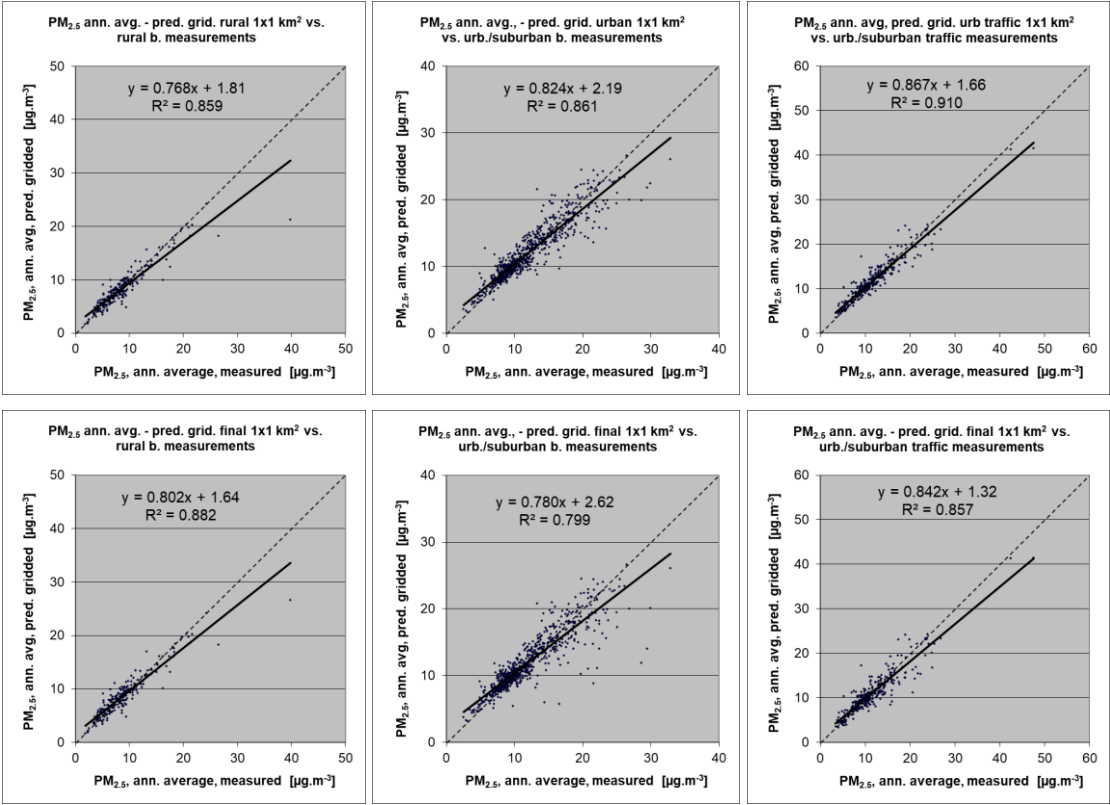 PM2.5 ann. avg. - pred. grid. rural 1x1 km² vs.
rural b. measurements
y = 0.768x + 1.81
R² = 0.859
PM2.5, ann. avg, pred. gridded [µg.m⁻³]
50
40
30
20
10
0
0 10 20 30 40 50
PM2.5, ann. average, measured [µg.m⁻³]
PM2.5 ann. avg., - pred. grid. urban 1x1 km²
vs. urb./suburban b. measurements
y = 0.824x + 2.19
R² = 0.861
PM2.5, ann. avg, pred. gridded [µg.m⁻³]
40
30
20
10
0
0 10 20 30 40
PM2.5, ann. average, measured [µg.m⁻³]
PM2.5 ann. avg, pred. grid. urb traffic 1x1 km²
vs. urb./suburban traffic measurements
y = 0.867x + 1.66
R² = 0.910
PM2.5, ann. avg, pred. gridded [µg.m⁻³]
60
50
40
30
20
10
0
0 10 20 30 40 50 60
PM2.5, ann. average, measured [µg.m⁻³]
PM2.5 ann. avg. - pred. grid. final 1x1 km² vs.
rural b. measurements
y = 0.802x + 1.64
R² = 0.882
PM2.5, ann. avg, pred. gridded [µg.m⁻³]
50
40
30
20
10
0
0 10 20 30 40 50
PM2.5, ann. average, measured [µg.m⁻³]
PM2.5 ann. avg., - pred. grid. final 1x1 km² vs.
urb./suburban b. measurements
y = 0.780x + 2.62
R² = 0.799
PM2.5, ann. avg, pred. gridded [µg.m⁻³]
40
30
20
10
0
0 10 20 30 40
PM2.5, ann. average, measured [µg.m⁻³]
PM2.5 ann. avg. - pred. grid. final 1x1 km² vs.
urb./suburban traffic measurements
y = 0.842x + 1.32
R² = 0.857
PM2.5, ann. avg, pred. gridded [µg.m⁻³]
60
50
40
30
20
10
0
0 10 20 30 40 50 60
PM2.5, ann. average, measured [µg.m⁻³]